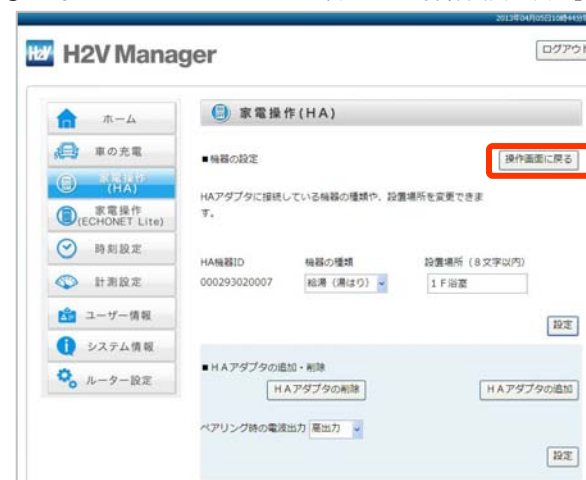 2013年04月05日10時44分
H2V H2V Manager
ログアウト
ホーム
車の充電
家電操作
(HA)
家電操作
(ECHONET Lite)
時刻設定
計測設定
ユーザー情報
システム情報
ルーター設定
家電操作(HA)
■機器の設定
操作画面に戻る
HAアダプタに接続している機器の種類や、設置場所を変更できま
す。
HA機器ID 機器の種類 設置場所（８文字以内）
000293020007 給湯（湯はり） １Ｆ浴室
設定
■ＨＡアダプタの追加・削除
ＨＡアダプタの削除 ＨＡアダプタの追加
ペアリング時の電波出力 高出力
設定